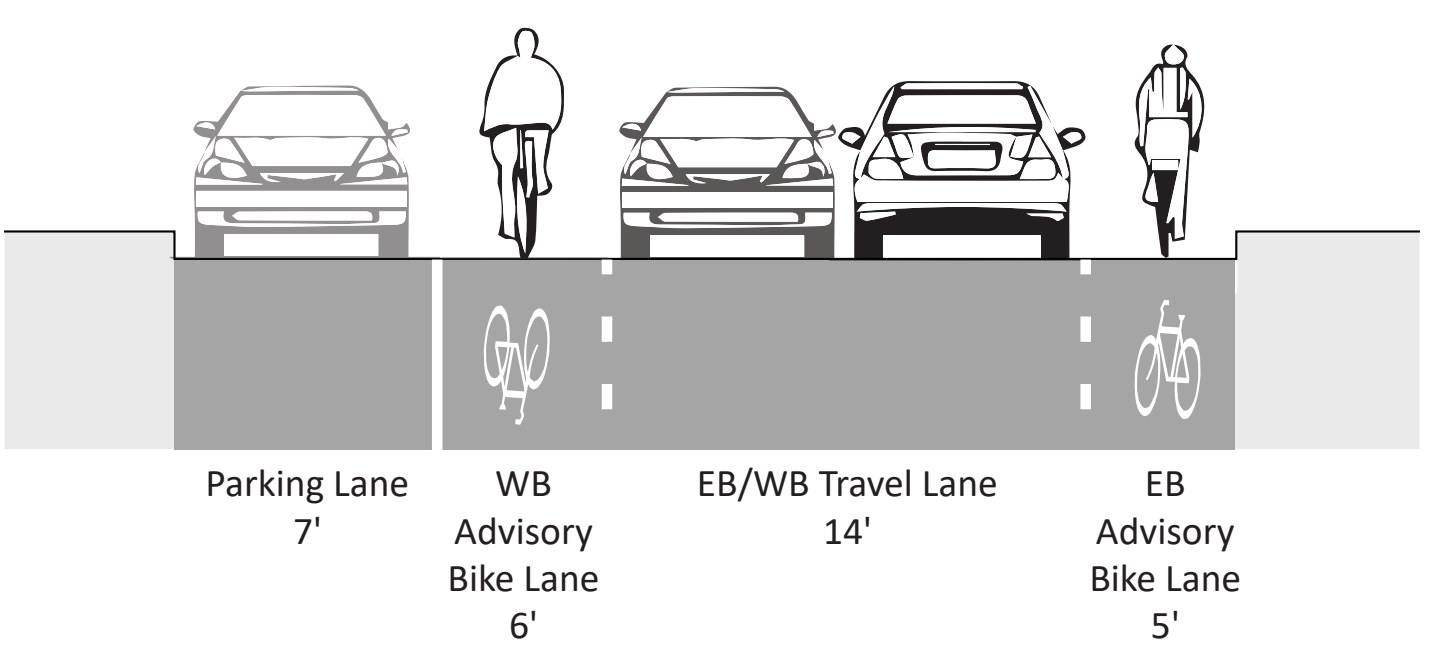 Parking Lane
7'
WB
Advisory
Bike Lane
6'
EB/WB Travel Lane
14'
EB
Advisory
Bike Lane
5'